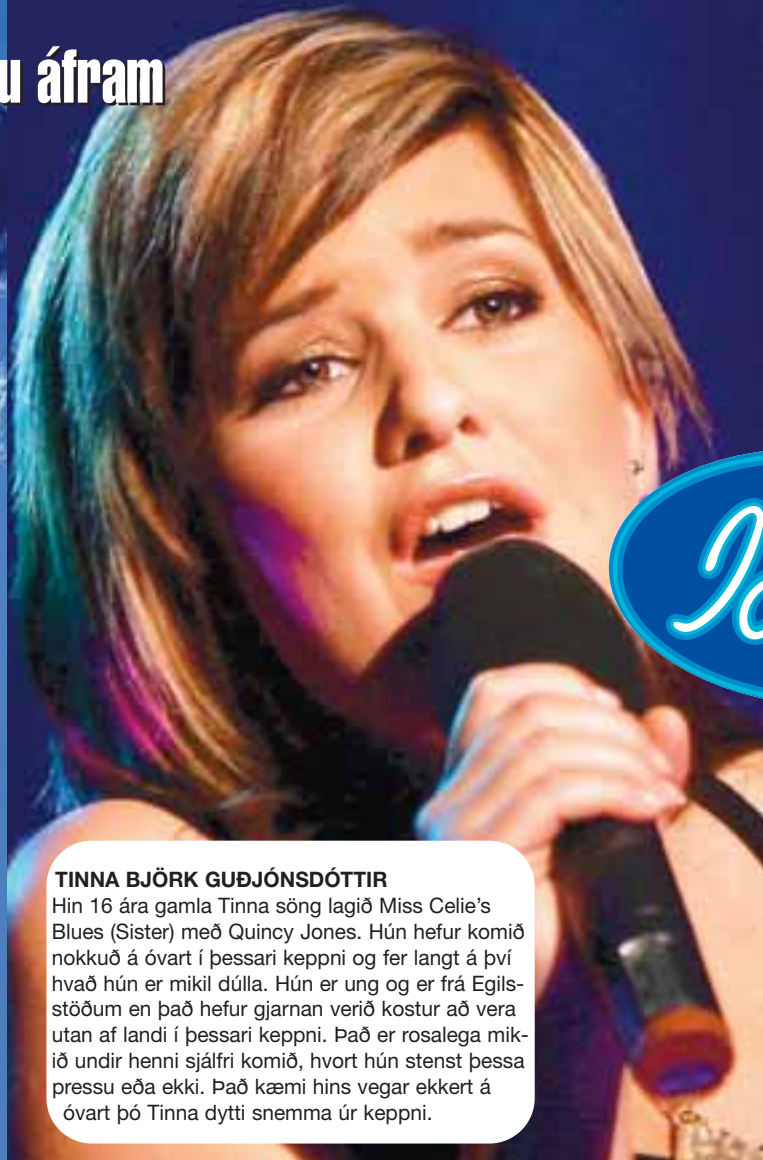 u áfram
TINNA BJÖRK GUÐJÓNSDÓTTIR
Hin 16 ára gamla Tinna söng lagið Miss Celie’s
Blues (Sister) með Quincy Jones. Hún hefur komið
nokkuð á óvart í þessari keppni og fer langt á því
hvað hún er mikil dúlla. Hún er ung og er frá Egils-
stöðum en það hefur gjarnan verið kostur að vera
utan af landi í þessari keppni. Það er rosalega mik-
ið undir henni sjálfri komið, hvort hún stenst þessa
pressu eða ekki. Það kæmi hins vegar ekkert á
óvart þó Tinna dytti snemma úr keppni.